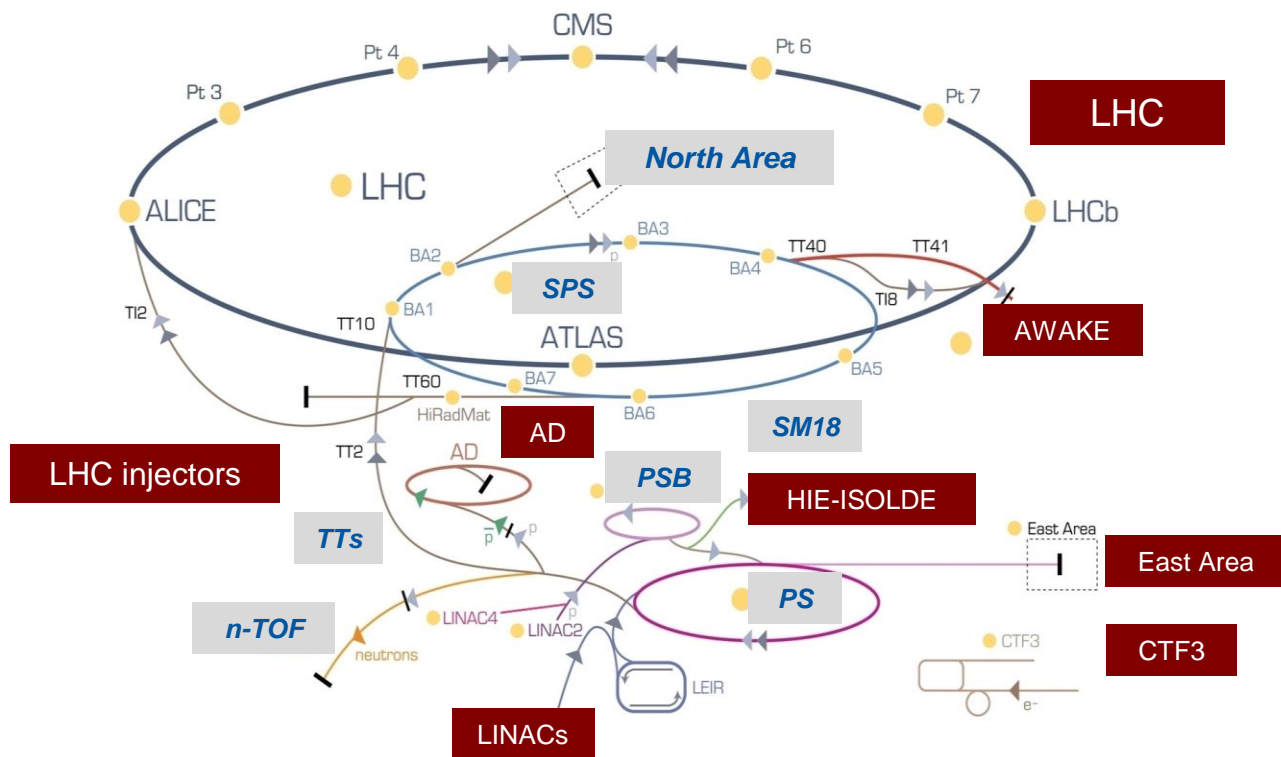 CMS
Pt 4
Pt 6
Pt 3
Pt 7
LHC
North Area
LHC
ALICE
LHCb
BA3
TT40
TT41
BA2
p
BA4
SPS
TI8
TI2
BA1
TT10
AWAKE
ATLAS
BA5
TT60
BA7
HiRadMat
BA6
AD
SM18
LHC injectors
TT2
AD
PSB
HIE-ISOLDE
TTs
p
p
East Area
East Area
PS
n-TOF
LINAC4
p
LINAC2
neutrons
CTF3
CTF3
LEIR
e-
LINACs